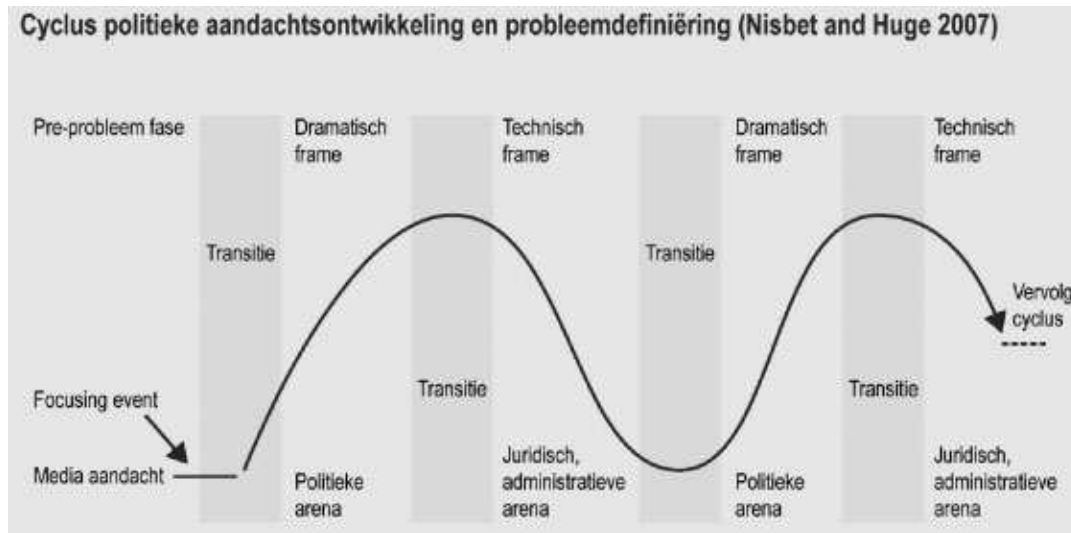 Cyclus politieke aandachtsontwikkeling en probleemdefiniëring (Nisbet and Huge 2007)
Pre-probleem fase
Dramatisch
frame
Technisch
frame
Dramatisch
frame
Technisch
frame
Transitie
Transitie
Vervolg
cyclus
Transitie
Transitie
Focusing event
Media aandacht
Politieke
arena
Juridisch,
administratieve
arena
Politieke
arena
Juridisch,
administratieve
arena